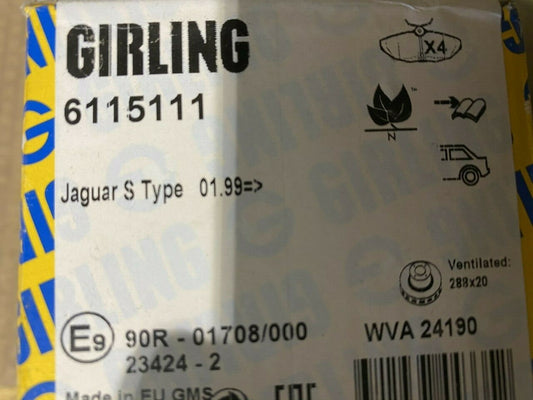 GIRLING
X4
6115111
N
Jaguar S Type 01.99=>
Ventilated:
288x20
E9 90R - 01708/000
WVA 24190
23424 - 2
Made in EU GMS